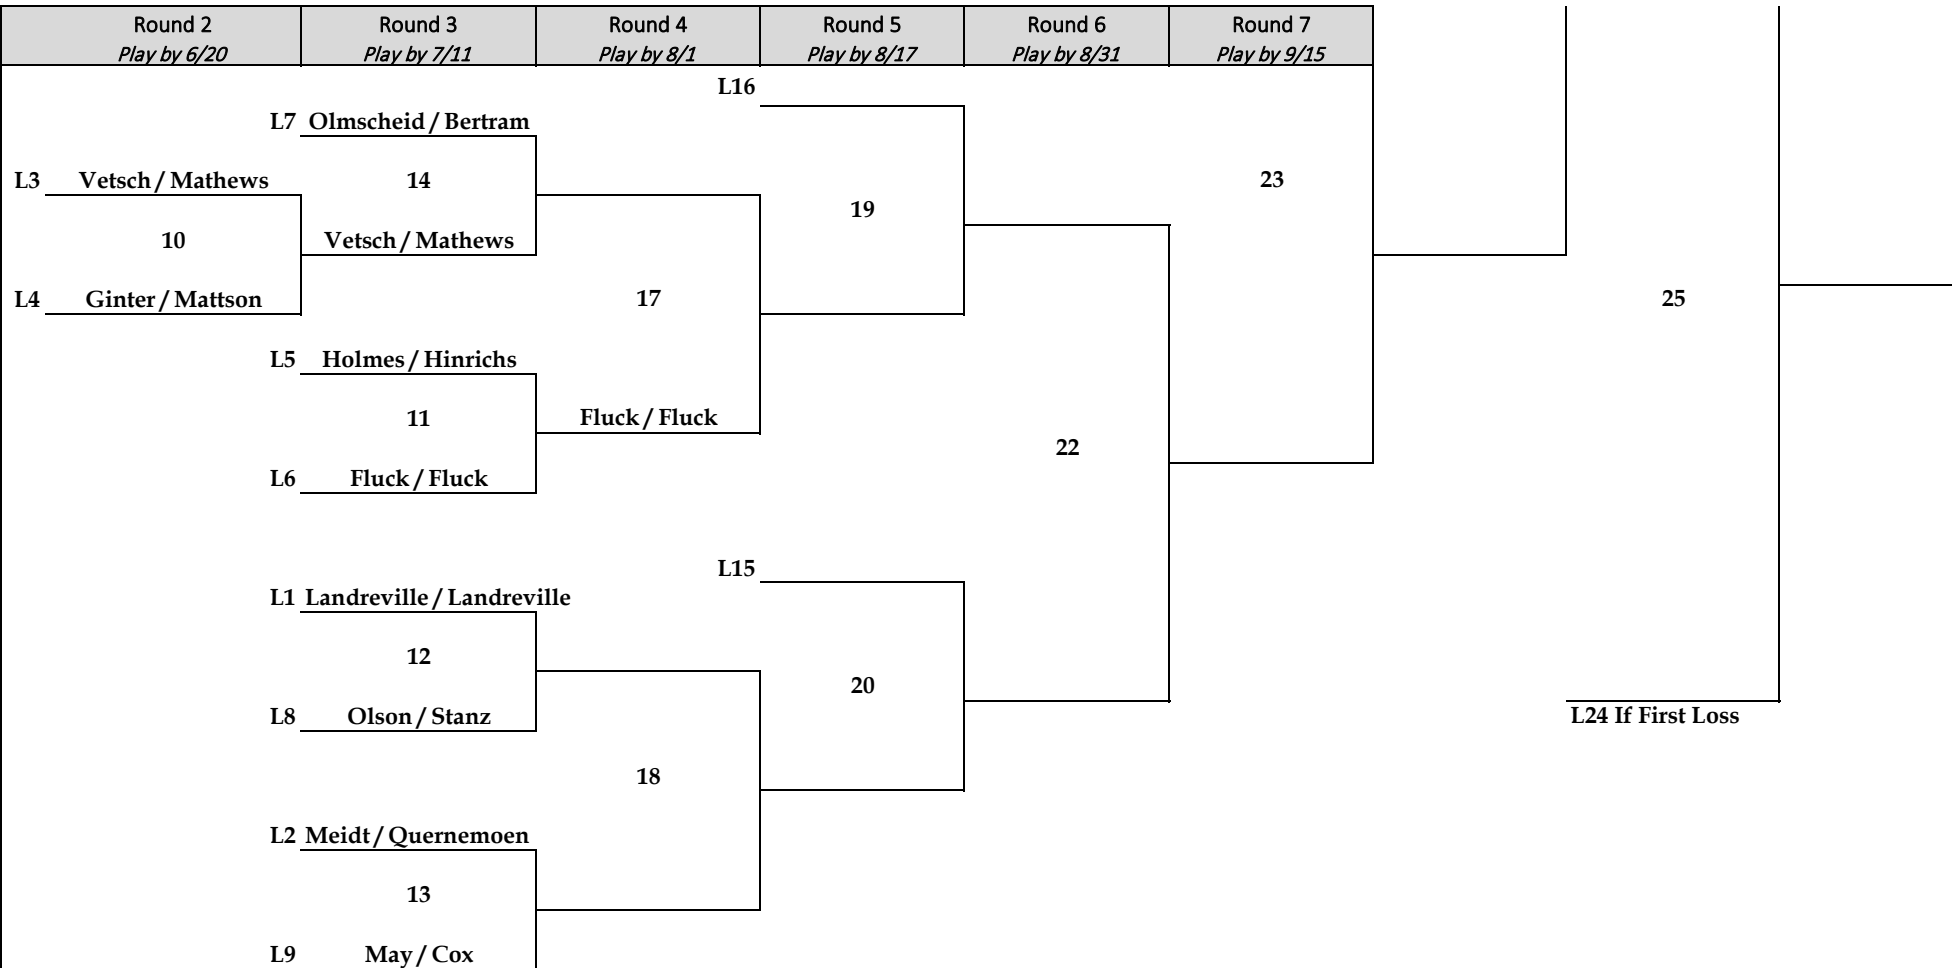 Round 2 Round 3 Round 4 Round 5 Round 6 Round 7
Play by 6/20 Play by 7/11 Play by 8/1 Play by 8/17 Play by 8/31 Play by 9/15
L16
L7 Olmscheid / Bertram
L3 Vetsch / Mathews 14 23
19
10 Vetsch / Mathews
L4 Ginter / Mattson 17 25
L5 Holmes / Hinrichs
11 Fluck / Fluck
22
L6 Fluck / Fluck
L15
L1 Landreville / Landreville
12
20
L8 Olson / Stanz L24 If First Loss
18
L2 Meidt / Quernemoen
13
L9 May / Cox